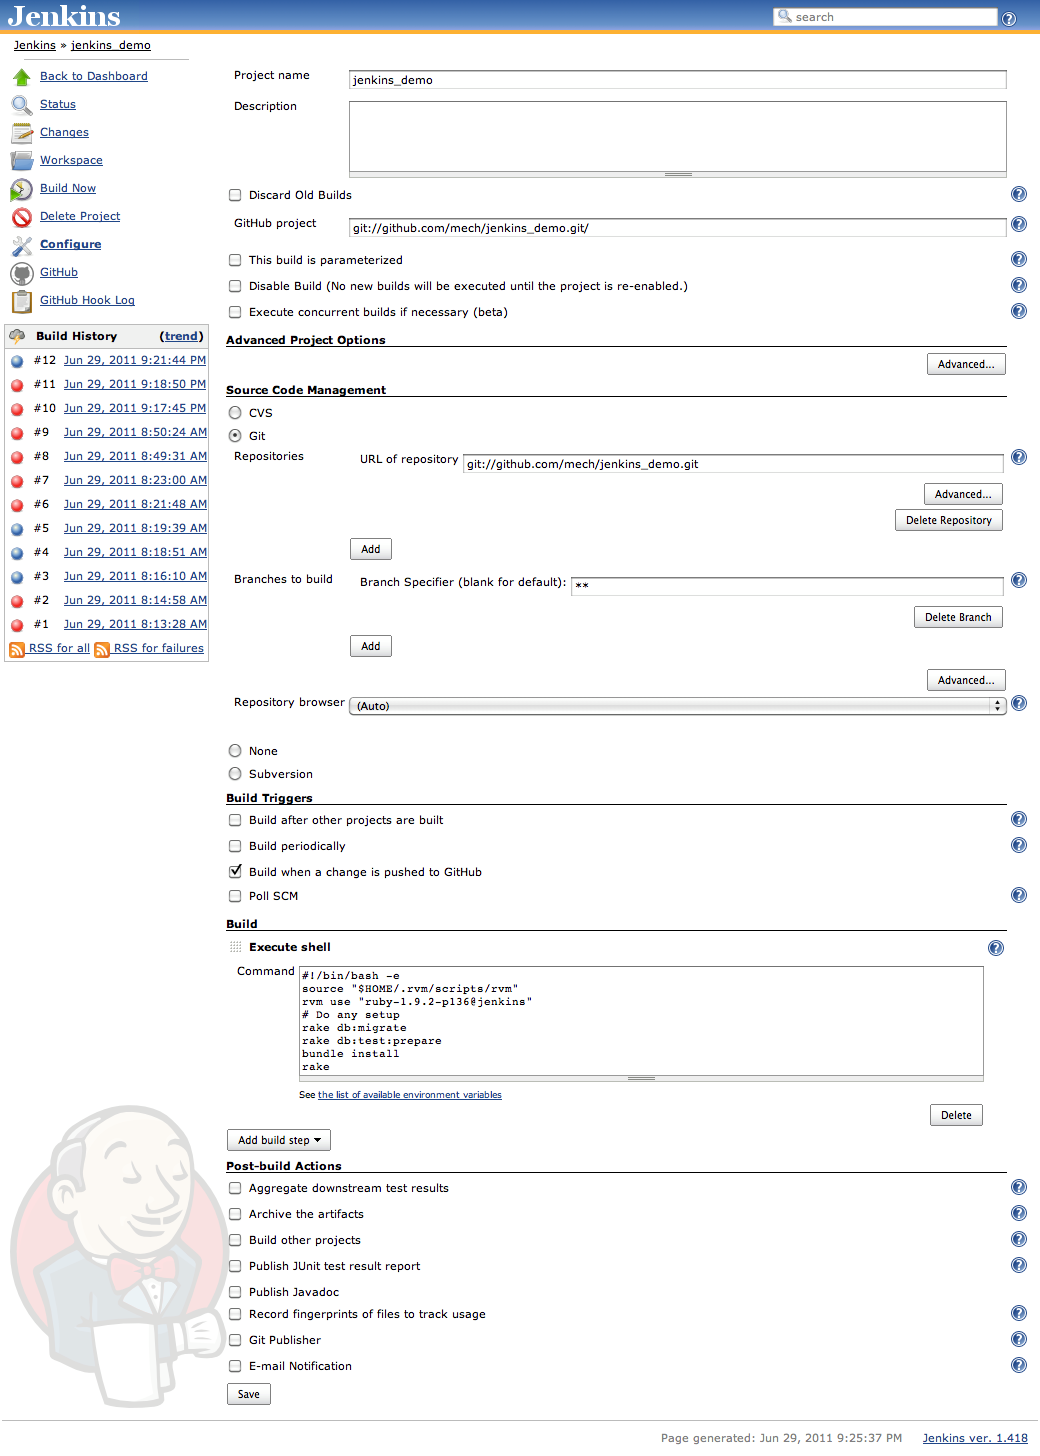 Jenkins
search
Jenkins » jenkins_demo
Back to Dashboard
Status
Changes
Workspace
Build Now
Delete Project
Configure
GitHub
GitHub Hook Log
Build History (trend)
#12 Jun 29, 2011 9:21:44 PM
#11 Jun 29, 2011 9:18:50 PM
#10 Jun 29, 2011 9:17:45 PM
#9 Jun 29, 2011 8:50:24 AM
#8 Jun 29, 2011 8:49:31 AM
#7 Jun 29, 2011 8:23:00 AM
#6 Jun 29, 2011 8:21:48 AM
#5 Jun 29, 2011 8:19:39 AM
#4 Jun 29, 2011 8:18:51 AM
#3 Jun 29, 2011 8:16:10 AM
#2 Jun 29, 2011 8:14:58 AM
#1 Jun 29, 2011 8:13:28 AM
RSS for all RSS for failures
Project name jenkins_demo
Description
Discard Old Builds
GitHub project git://github.com/mech/jenkins_demo.git/
This build is parameterized
Disable Build (No new builds will be executed until the project is re-enabled.)
Execute concurrent builds if necessary (beta)
Advanced Project Options
Advanced...
Source Code Management
CVS
Git
Repositories URL of repository git://github.com/mech/jenkins_demo.git
Advanced...
Delete Repository
Add
Branches to build Branch Specifier (blank for default): **
Delete Branch
Add
Advanced...
Repository browser (Auto)
None
Subversion
Build Triggers
Build after other projects are built
Build periodically
Build when a change is pushed to GitHub
Poll SCM
Build
Execute shell
Command #!/bin/bash -e
source "$HOME/.rvm/scripts/rvm"
rvm use "ruby-1.9.2-p136@jenkins"
# Do any setup
rake db:migrate
rake db:test:prepare
bundle install
rake
See the list of available environment variables
Delete
Add build step
Post-build Actions
Aggregate downstream test results
Archive the artifacts
Build other projects
Publish JUnit test result report
Publish Javadoc
Record fingerprints of files to track usage
Git Publisher
E-mail Notification
Save
Page generated: Jun 29, 2011 9:25:37 PM Jenkins ver. 1.418